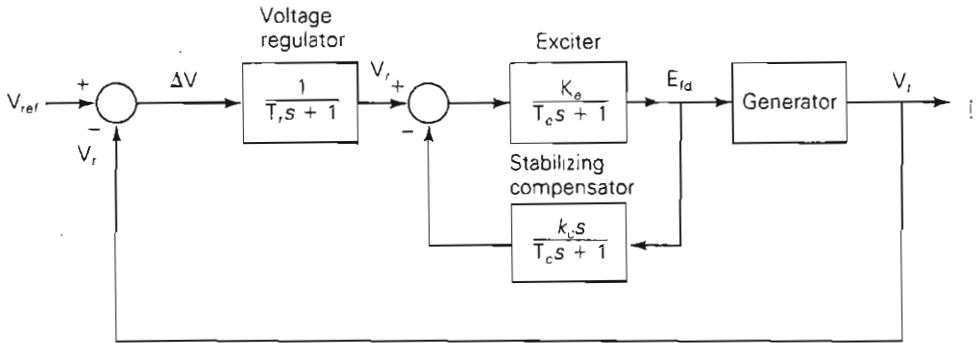 Voltage
regulator
Exciter
V_ref
+
−
ΔV
1
T_r s + 1
V_r
+
−
K_e
T_e s + 1
E_fd
Generator
V_t
V_t
Stabilizing
compensator
k_c s
T_c s + 1